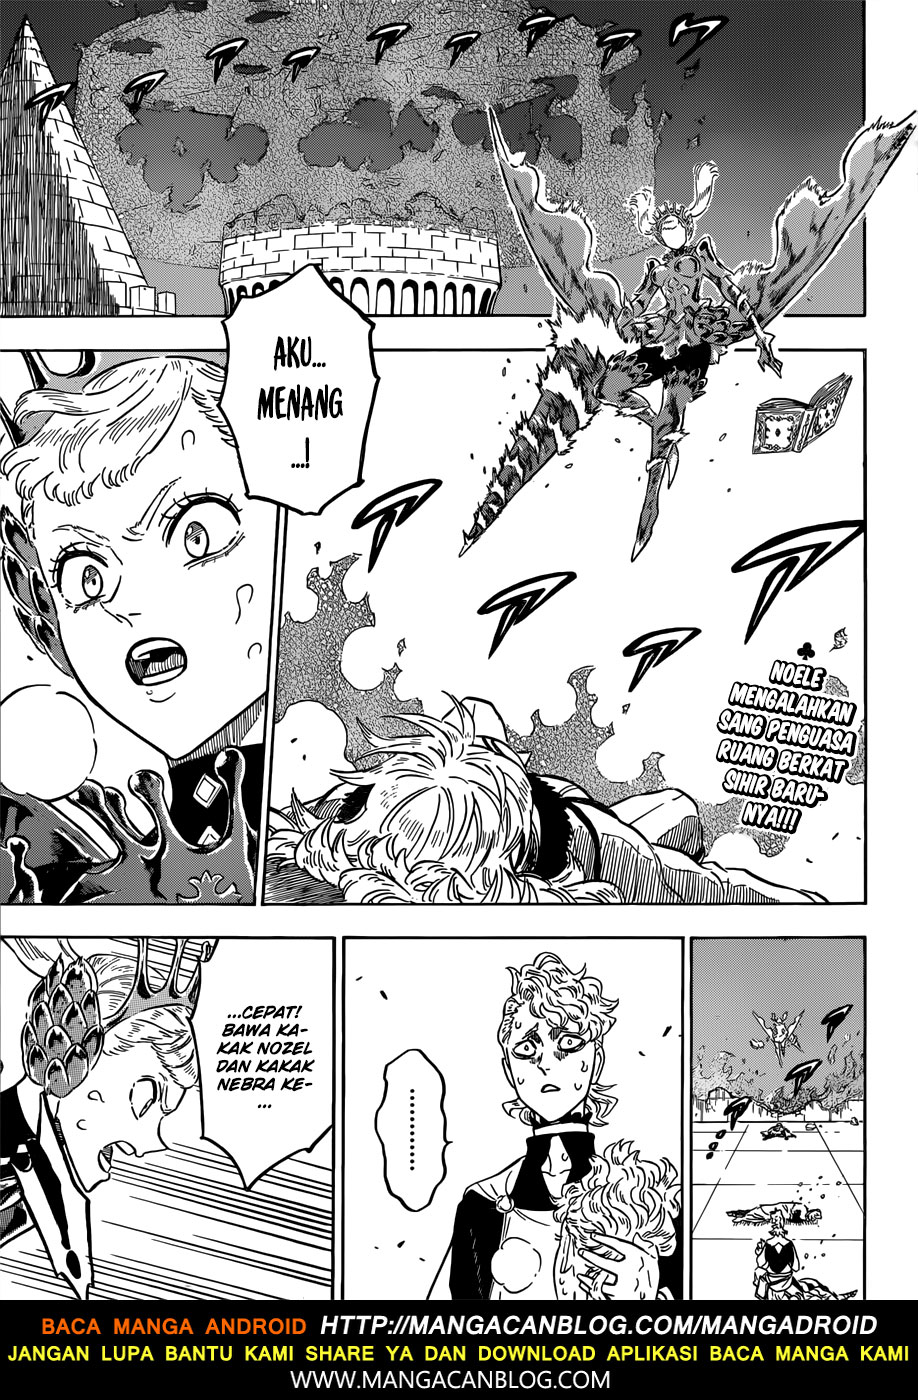 AKU...
MENANG
...!
NOELE
MENGALAHKAN
SANG PENGUASA
RUANG BERKAT
SIHIR BARU-
NYA!!!
..........
...CEPAT!
BAWA KA-
KAK NOZEL
DAN KAKAK
NEBRA KE-
...
BACA MANGA ANDROID HTTP://MANGACANBLOG.COM/MANGADROID
JANGAN LUPA BANTU KAMI SHARE YA DAN DOWNLOAD APLIKASI BACA MANGA KAMI
WWW.MANGACANBLOG.COM